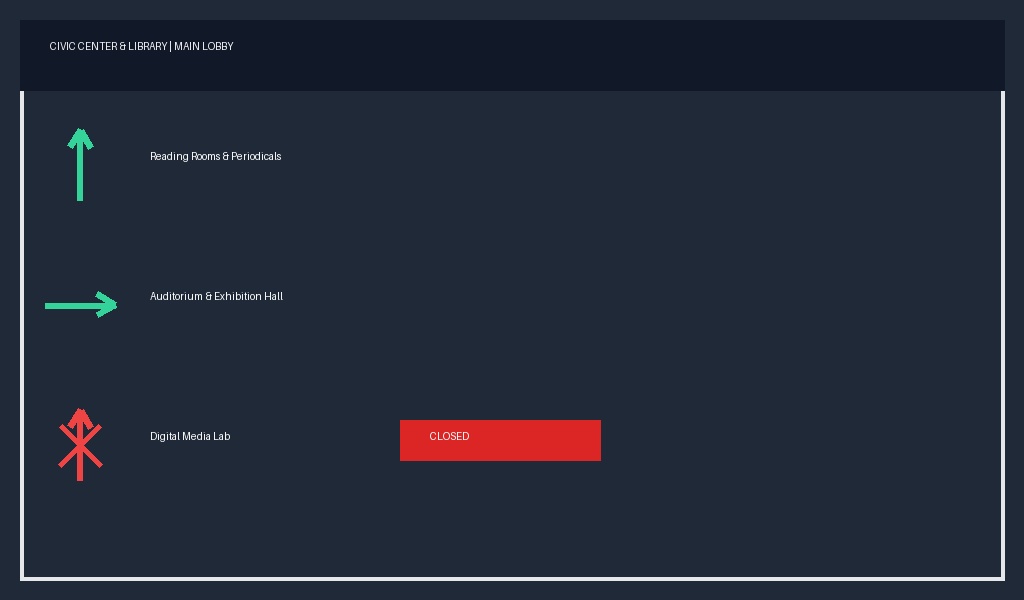 CIVIC CENTER & LIBRARY | MAIN LOBBY
Reading Rooms & Periodicals
Auditorium & Exhibition Hall
Digital Media Lab
CLOSED